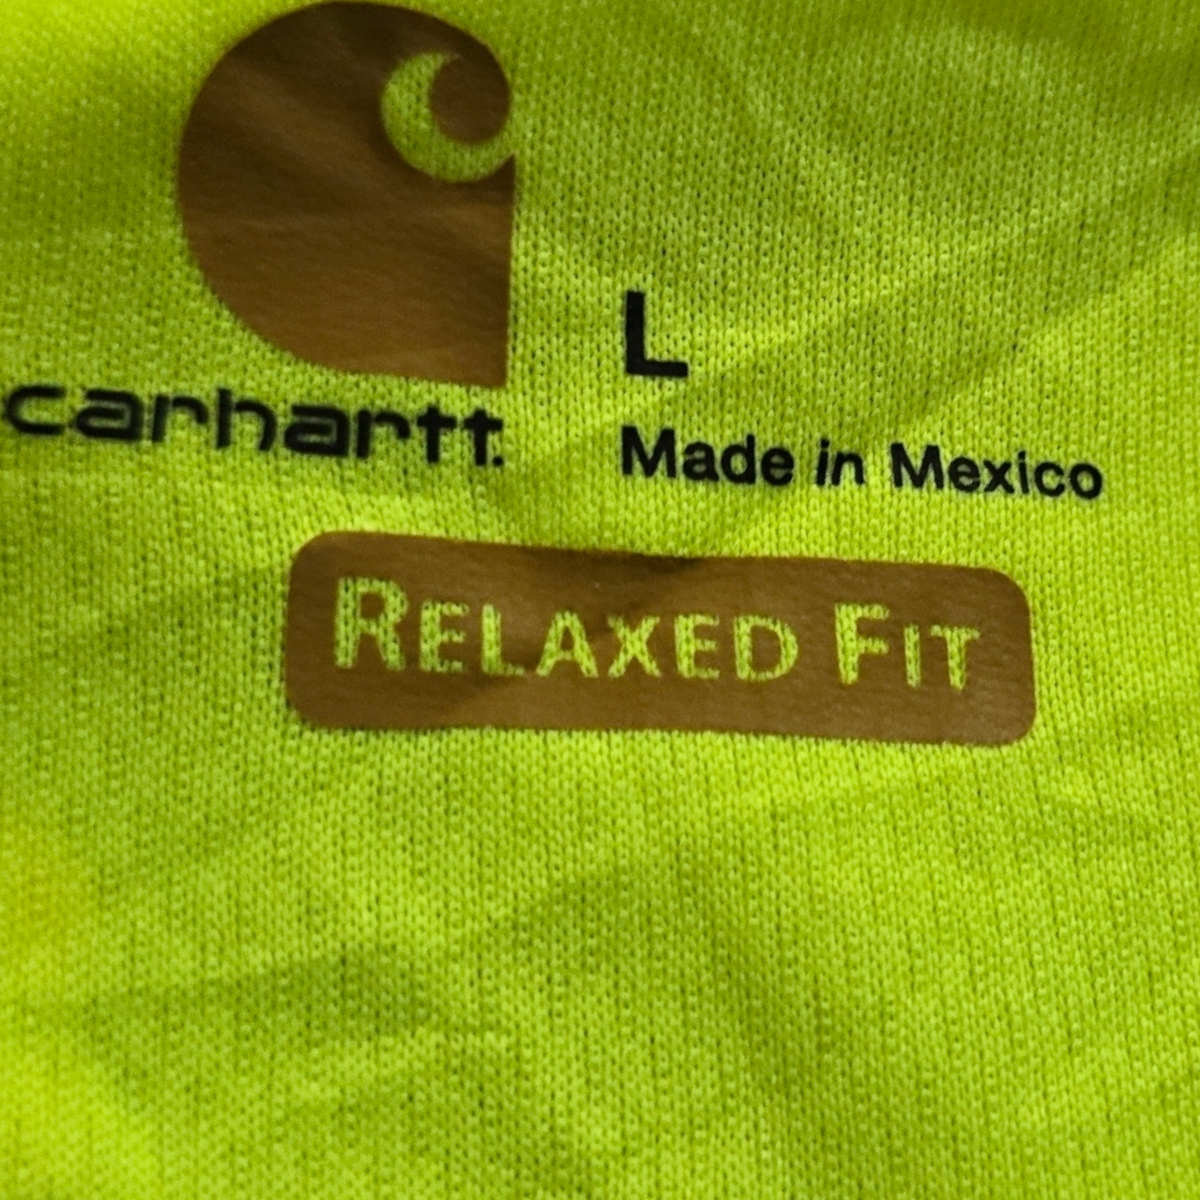 L
carhartt.
Made in Mexico
RELAXED FIT